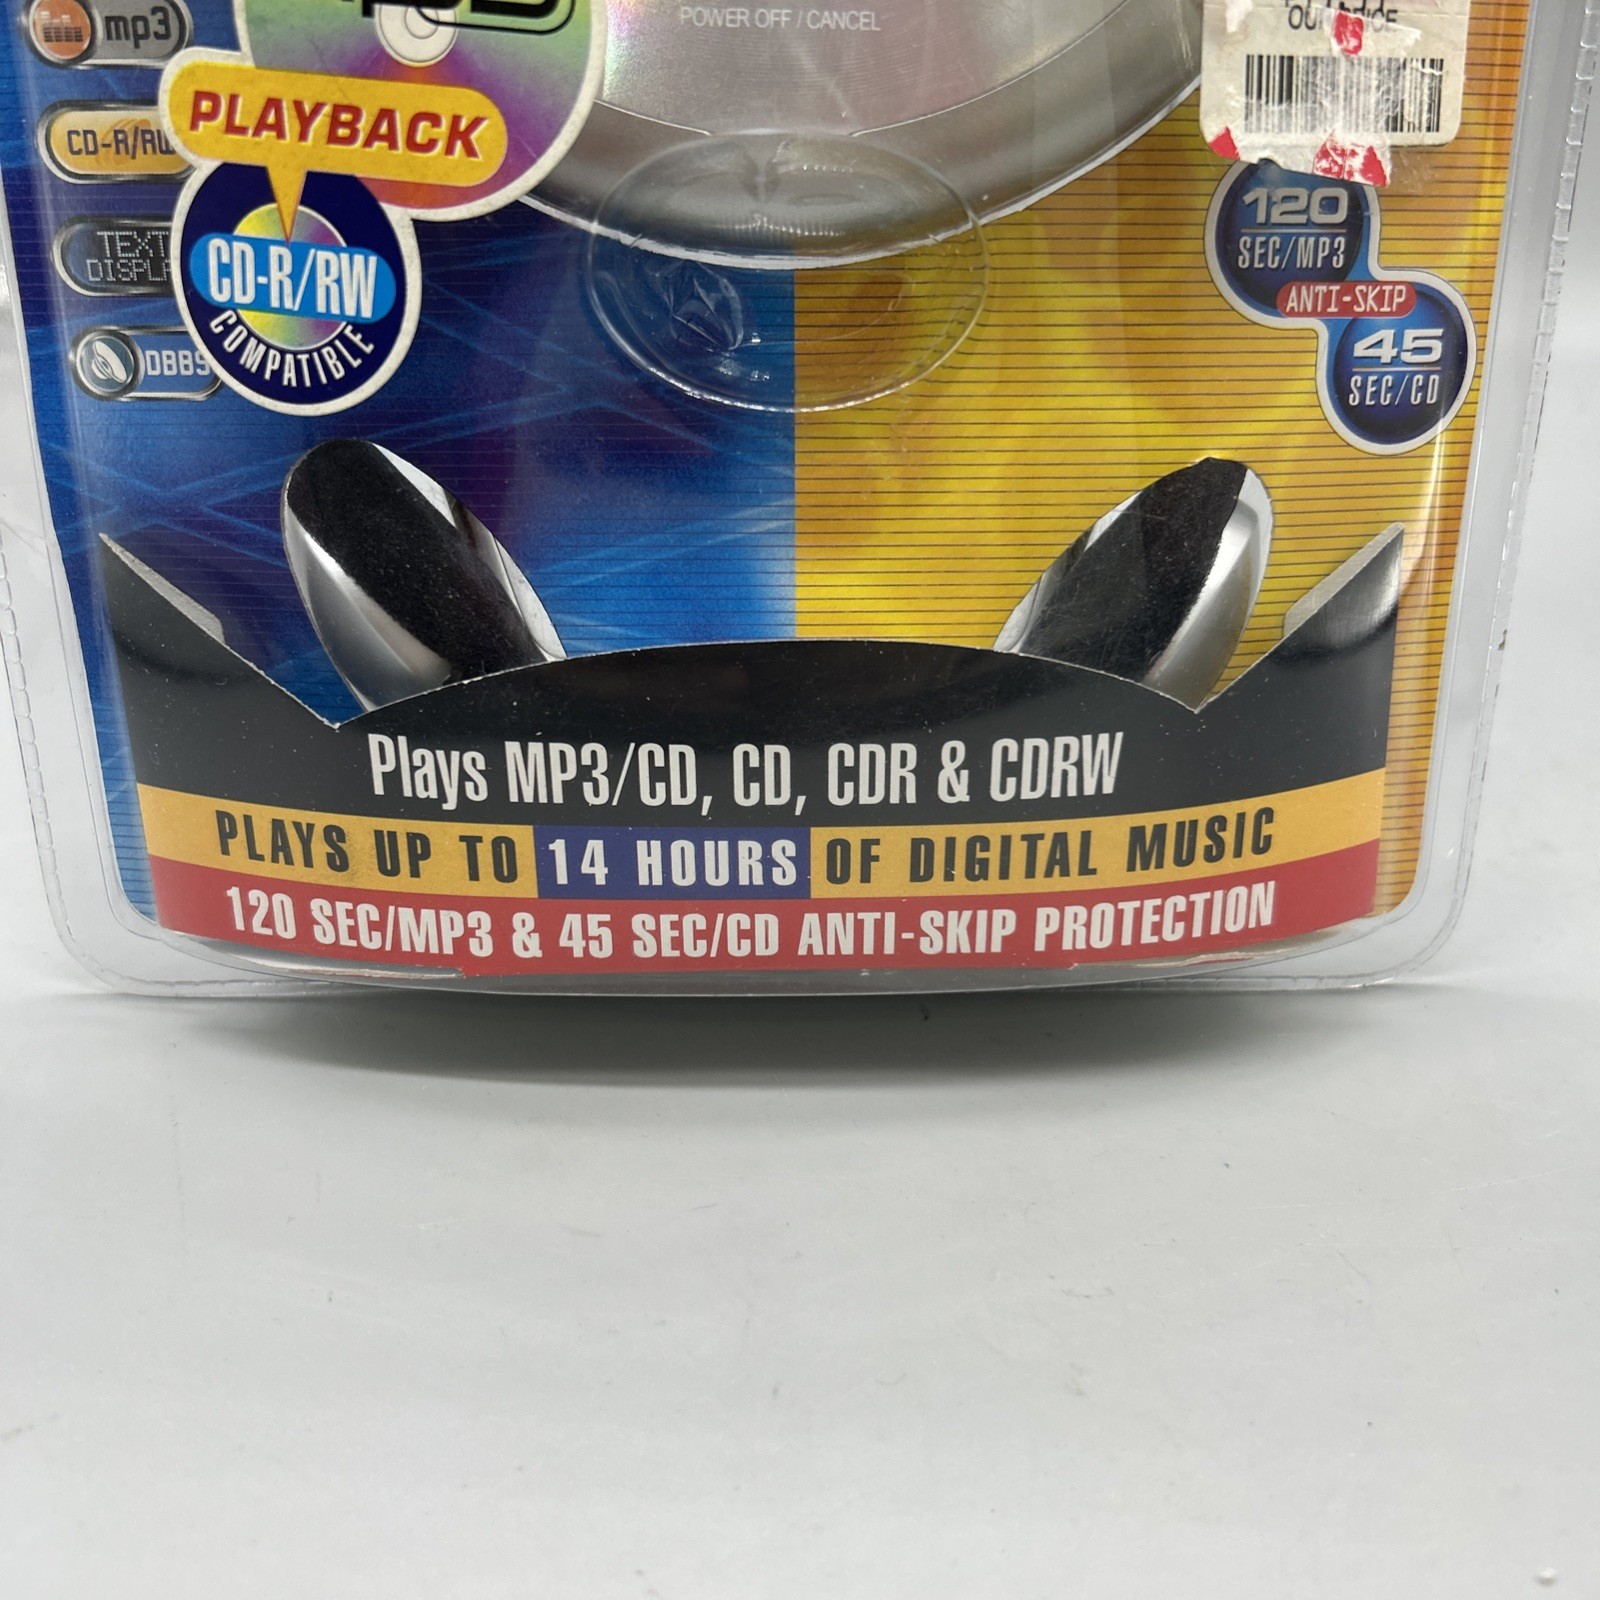 mp3
POWER OFF / CANCEL
PLAYBACK
CD-R/RW
TEXT
CD-R/RW
COMPATIBLE
DBBS
120
SEC/MP3
ANTI-SKIP
45
SEC/CD
Plays MP3/CD, CD, CDR & CDRW
PLAYS UP TO 14 HOURS OF DIGITAL MUSIC
120 SEC/MP3 & 45 SEC/CD ANTI-SKIP PROTECTION